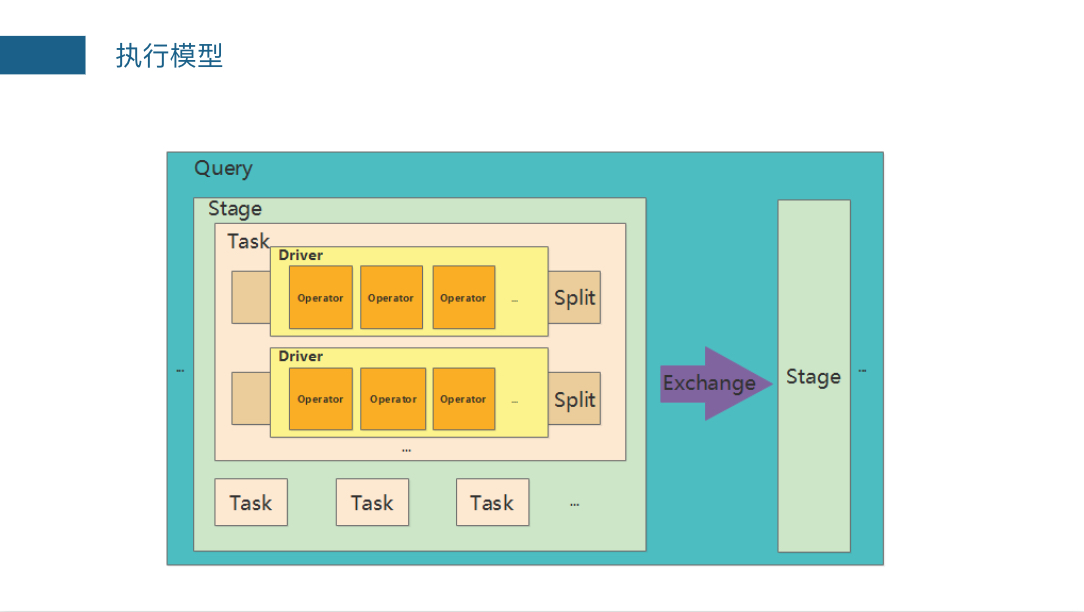 执行模型
Query
Stage
Task
Driver
Operator Operator Operator ...
Split
Driver
Operator Operator Operator ...
Split
...
Task Task Task ...
...
Exchange
Stage
...